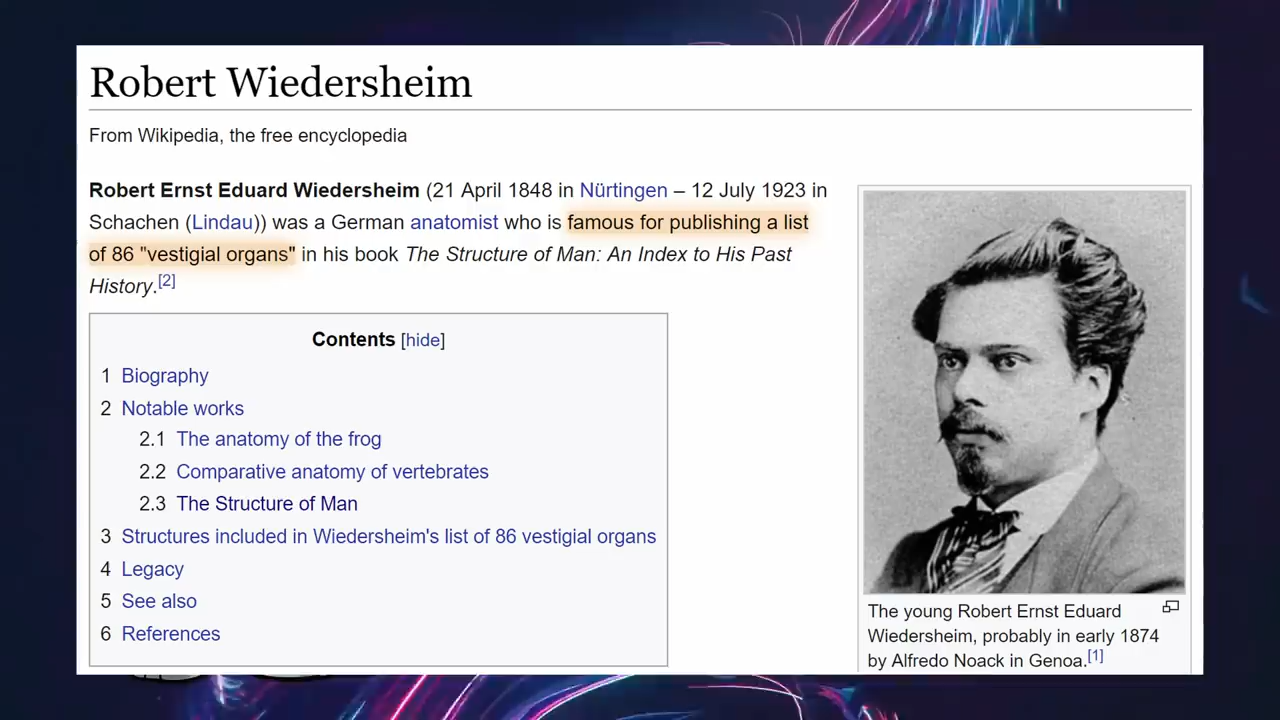 Robert Wiedersheim
From Wikipedia, the free encyclopedia
Robert Ernst Eduard Wiedersheim (21 April 1848 in Nürtingen – 12 July 1923 in
Schachen (Lindau)) was a German anatomist who is famous for publishing a list
of 86 "vestigial organs" in his book The Structure of Man: An Index to His Past
History.[2]
Contents [hide]
1 Biography
2 Notable works
2.1 The anatomy of the frog
2.2 Comparative anatomy of vertebrates
2.3 The Structure of Man
3 Structures included in Wiedersheim's list of 86 vestigial organs
4 Legacy
5 See also
6 References
The young Robert Ernst Eduard
Wiedersheim, probably in early 1874
by Alfredo Noack in Genoa.[1]